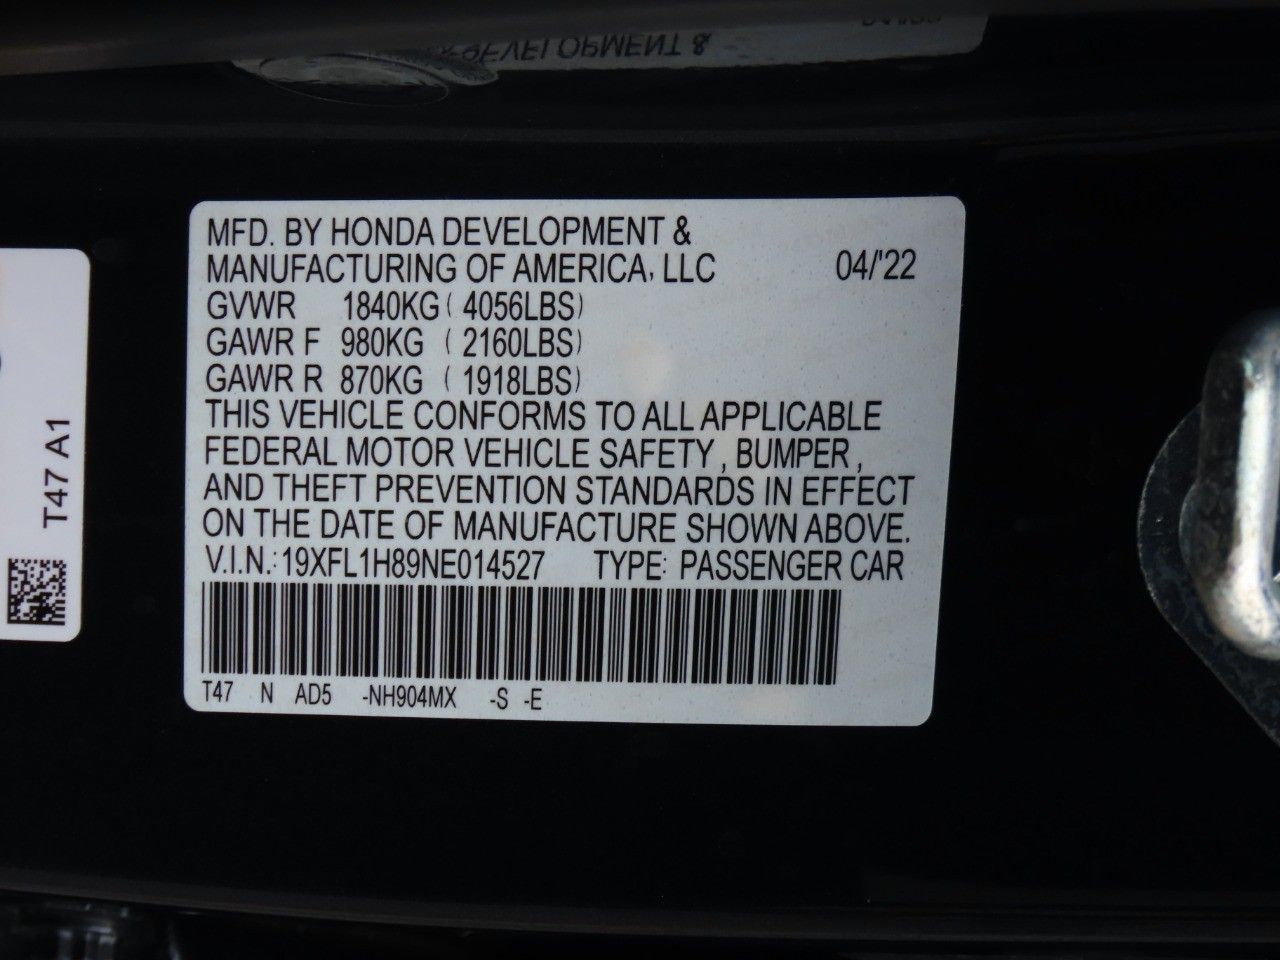 DEVELOPMENT &
MFD. BY HONDA DEVELOPMENT &
MANUFACTURING OF AMERICA, LLC 04/'22
GVWR 1840KG ( 4056LBS)
GAWR F 980KG ( 2160LBS)
GAWR R 870KG ( 1918LBS)
THIS VEHICLE CONFORMS TO ALL APPLICABLE
FEDERAL MOTOR VEHICLE SAFETY , BUMPER ,
AND THEFT PREVENTION STANDARDS IN EFFECT
ON THE DATE OF MANUFACTURE SHOWN ABOVE.
V.I.N.: 19XFL1H89NE014527 TYPE: PASSENGER CAR
T47 N AD5 -NH904MX -S -E
T47 A1